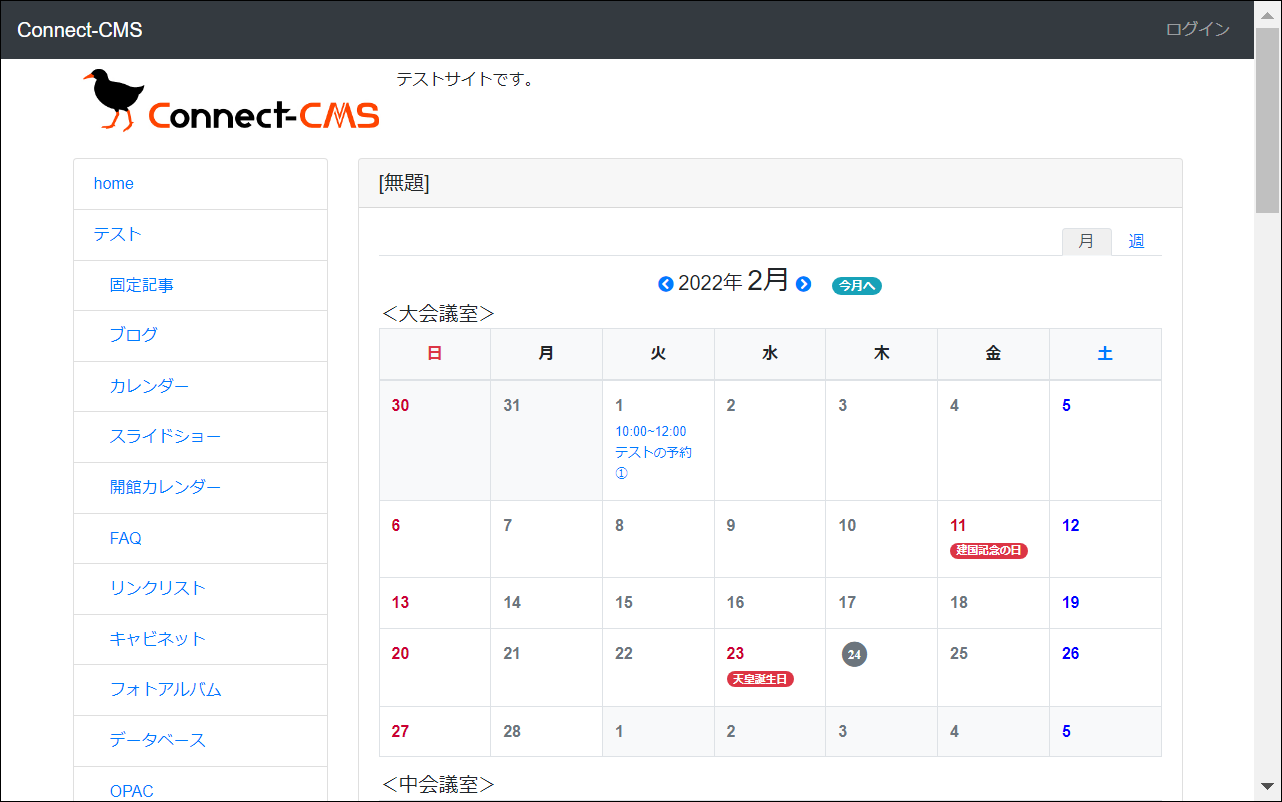 Connect-CMS
ログイン
Connect-CMS
テストサイトです。
home
テスト
固定記事
ブログ
カレンダー
スライドショー
開館カレンダー
FAQ
リンクリスト
キャビネット
フォトアルバム
データベース
OPAC
[無題]
月 週
2022年 2月 今月へ
＜大会議室＞
日 月 火 水 木 金 土
30 31 1 2 3 4 5
10:00~12:00
テストの予約
①
6 7 8 9 10 11 12
建国記念の日
13 14 15 16 17 18 19
20 21 22 23 24 25 26
天皇誕生日
27 28 1 2 3 4 5
＜中会議室＞